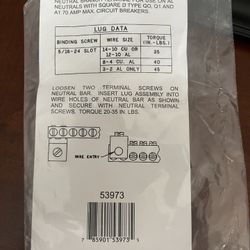 NEUTRALS WITH SQUARE D TYPE QO, Q1 AND
A1 70 AMP MAX. CIRCUIT BREAKERS.
LUG DATA
BINDING SCREW WIRE SIZE TORQUE (IN.-LBS.)
5/16-24 SLOT 14-10 CU OR 12-10 AL 35
8-4 CU. AL 40
3-2 AL ONLY 45
LOOSEN TWO TERMINAL SCREWS ON
NEUTRAL BAR. INSERT LUG ASSEMBLY INTO
WIRE HOLES OF NEUTRAL BAR AS SHOWN
AND SECURE WITH NEUTRAL TERMINAL
SCREWS. TORQUE 20-35 IN. LBS.
WIRE ENTRY
53973
7 85901 53973 5